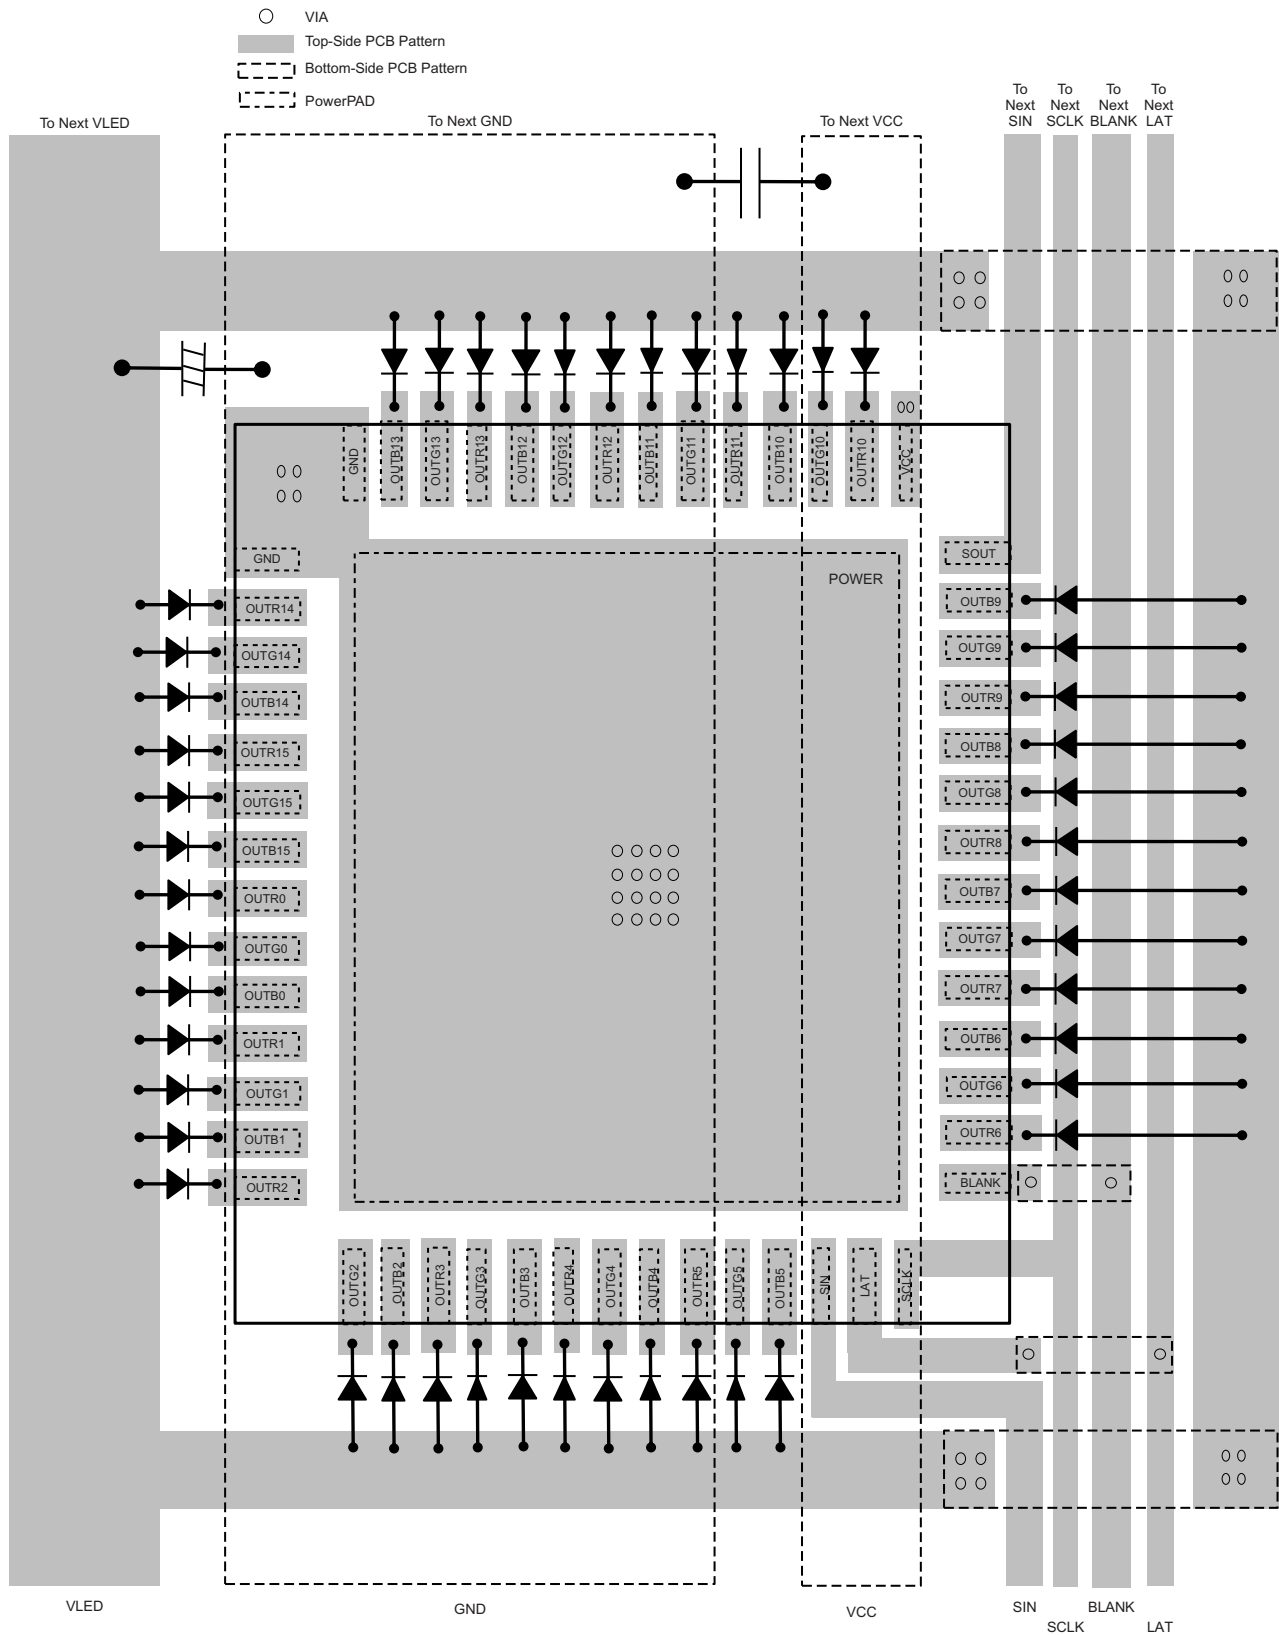 VIA
Top-Side PCB Pattern
Bottom-Side PCB Pattern
PowerPAD
To Next VLED
To Next GND
To Next VCC
To
Next
SIN
To
Next
SCLK
To
Next
BLANK
To
Next
LAT
GND
OUTB13
OUTG13
OUTR13
OUTB12
OUTG12
OUTR12
OUTB11
OUTG11
OUTR11
OUTB10
OUTG10
OUTR10
VCC
GND
OUTR14
OUTG14
OUTB14
OUTR15
OUTG15
OUTB15
OUTR0
OUTG0
OUTB0
OUTR1
OUTG1
OUTB1
OUTR2
POWER
SOUT
OUTB9
OUTG9
OUTR9
OUTB8
OUTG8
OUTR8
OUTB7
OUTG7
OUTR7
OUTB6
OUTG6
OUTR6
BLANK
OUTG2
OUTB2
OUTR3
OUTG3
OUTB3
OUTR4
OUTG4
OUTB4
OUTR5
OUTG5
OUTB5
SIN
LAT
SCLK
VLED
GND
VCC
SIN
SCLK
BLANK
LAT